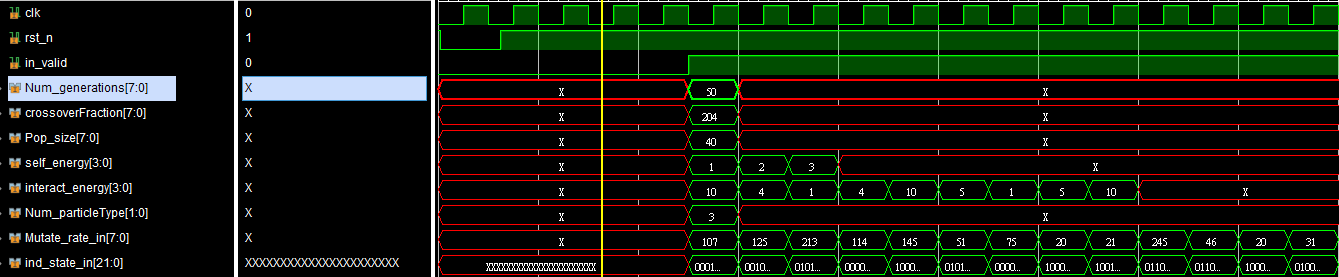 clk 0
rst_n 1
in_valid 0
Num_generations[7:0] X X 50 X
crossoverFraction[7:0] X X 204 X
Pop_size[7:0] X X 40 X
self_energy[3:0] X X 1 2 3 X
interact_energy[3:0] X X 10 4 1 4 10 5 1 5 10 X
Num_particleType[1:0] X X 3 X
Mutate_rate_in[7:0] X X 107 125 213 114 145 51 75 20 21 245 46 20 31
ind_state_in[21:0] XXXXXXXXXXXXXXXXXXXXXX XXXXXXXXXXXXXXXXXXXXXX 0001... 0010... 0101... 0000... 1000... 0101... 0000... 1000... 1001... 0110... 0110... 1000... 0100...